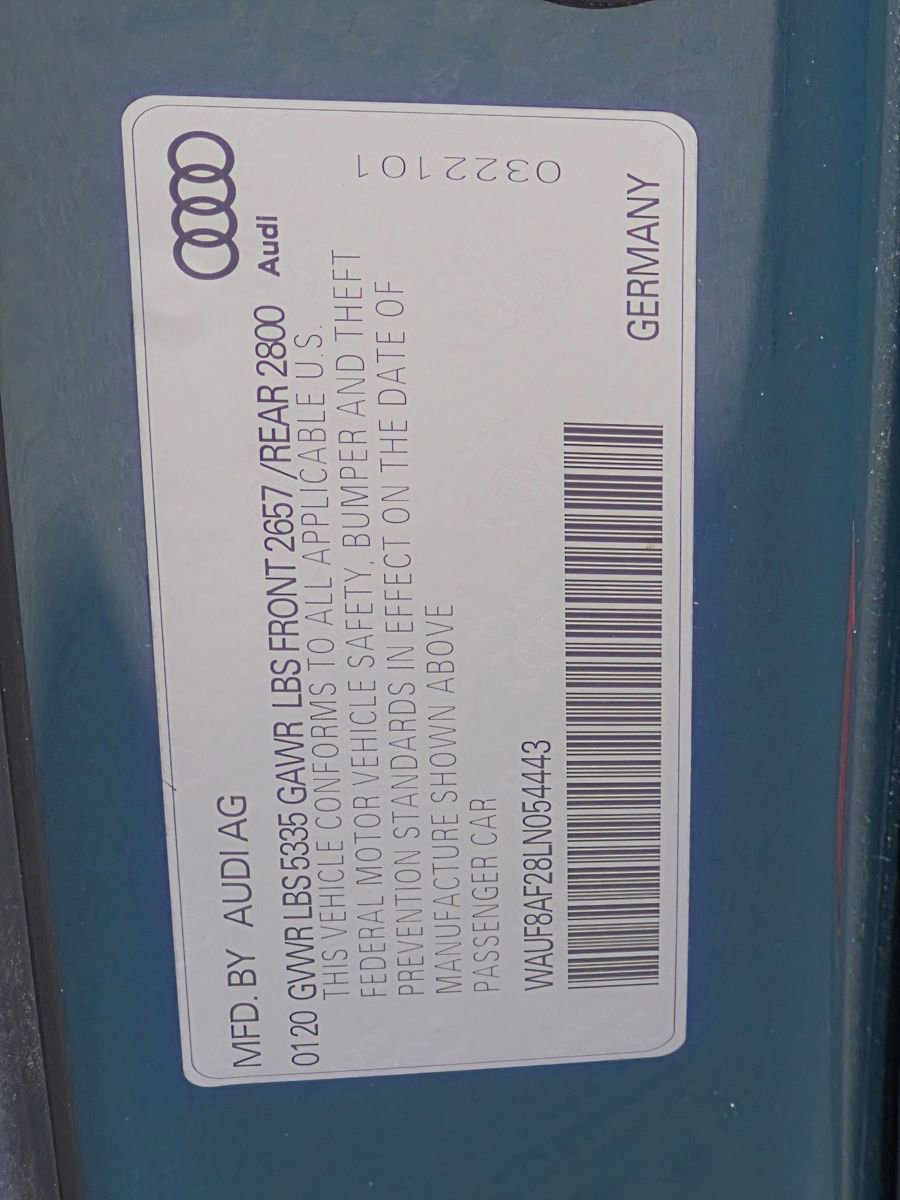 MFD. BY AUDI AG
Audi
0120 GVWR LBS 5335 GAWR LBS FRONT 2657 /REAR 2800
THIS VEHICLE CONFORMS TO ALL APPLICABLE U.S.
FEDERAL MOTOR VEHICLE SAFETY, BUMPER AND THEFT
PREVENTION STANDARDS IN EFFECT ON THE DATE OF
MANUFACTURE SHOWN ABOVE
PASSENGER CAR
0322101
WAUF8AF28LN054443
GERMANY